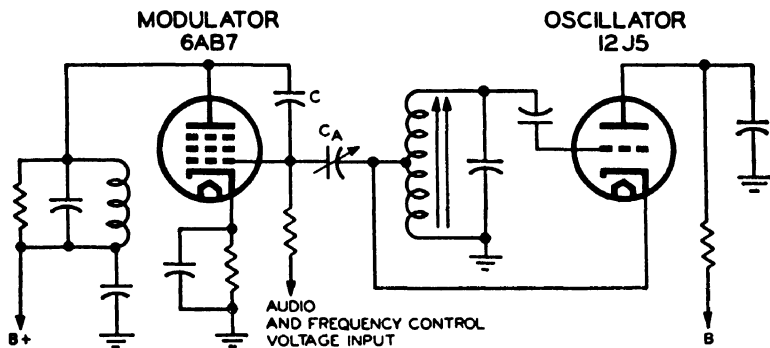 MODULATOR
6AB7
OSCILLATOR
12J5
C
CA
AUDIO
AND FREQUENCY CONTROL
VOLTAGE INPUT
B+
B